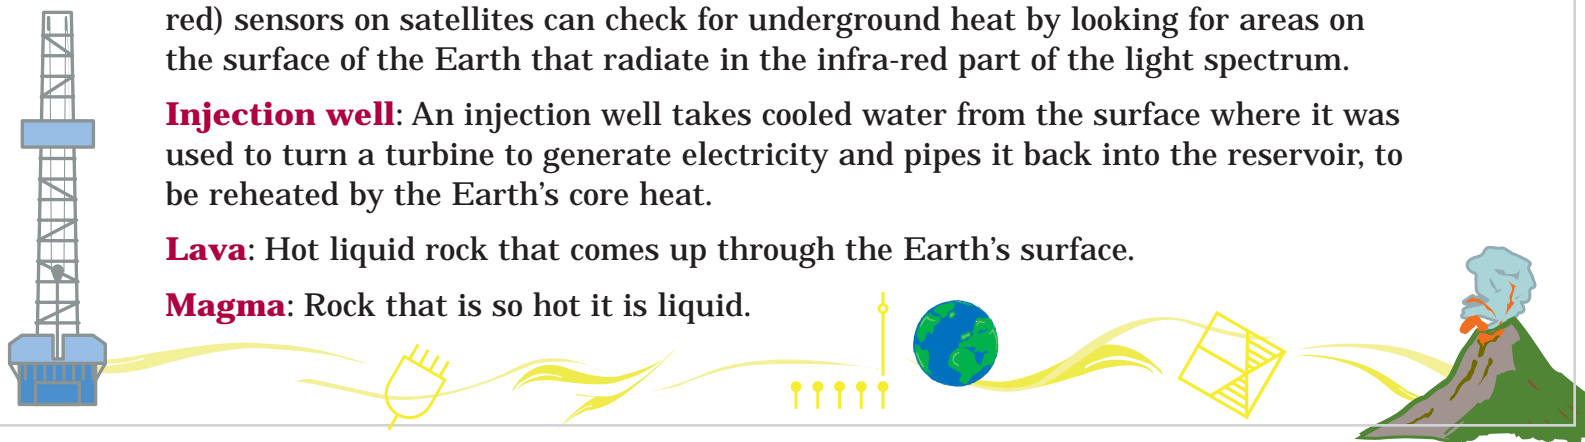 red) sensors on satellites can check for underground heat by looking for areas on
the surface of the Earth that radiate in the infra-red part of the light spectrum.
Injection well: An injection well takes cooled water from the surface where it was
used to turn a turbine to generate electricity and pipes it back into the reservoir, to
be reheated by the Earth’s core heat.
Lava: Hot liquid rock that comes up through the Earth’s surface.
Magma: Rock that is so hot it is liquid.